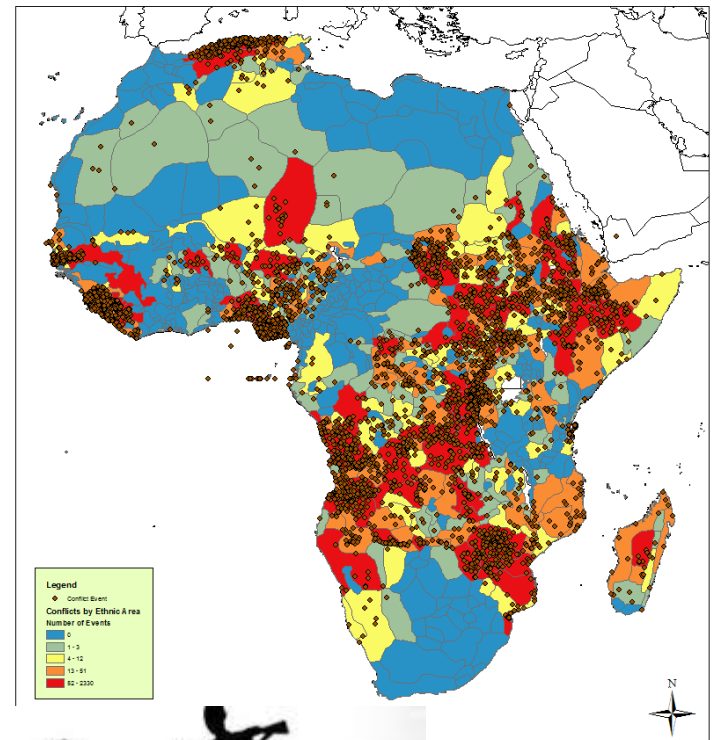 Legend
Conflict Event
Conflicts by Ethnic Area
Number of Events
0
1 - 3
4 - 12
13 - 51
52 - 2330
N